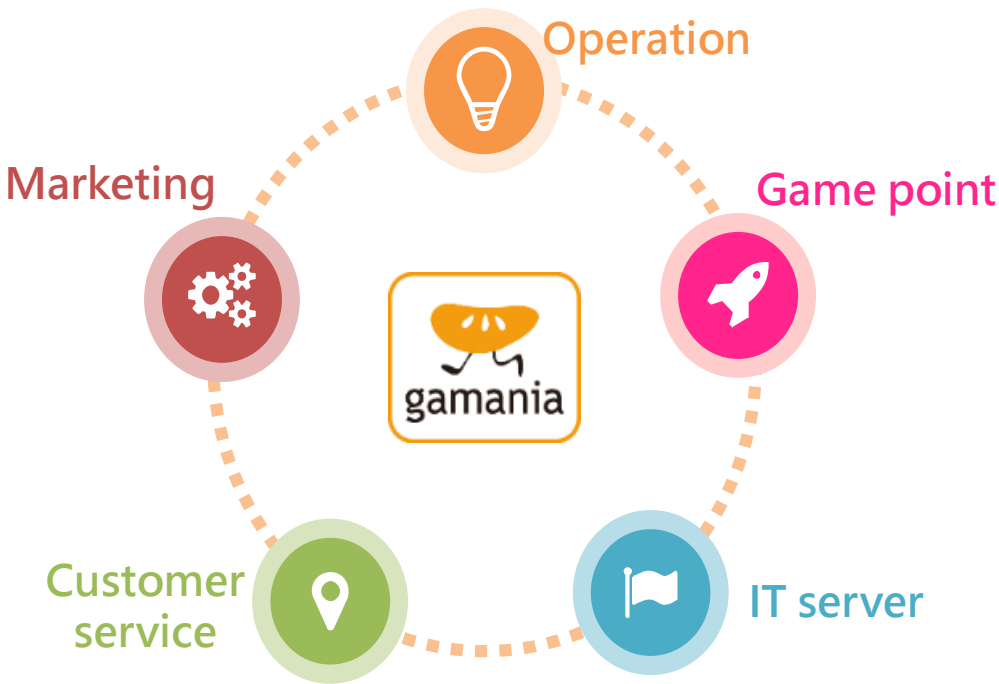 Operation
Marketing
Game point
gamania
Customer
service
IT server